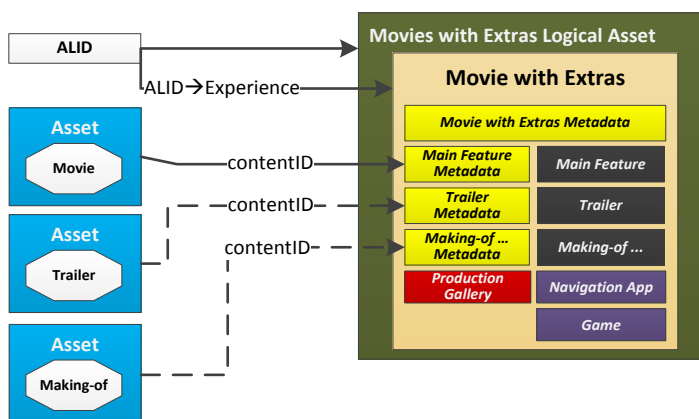 ALID
ALID→Experience
Asset
Movie
contentID
Asset
Trailer
contentID
Asset
Making-of
contentID
Movies with Extras Logical Asset
Movie with Extras
Movie with Extras Metadata
Main Feature
Metadata
Main Feature
Trailer
Metadata
Trailer
Making-of ...
Metadata
Making-of ...
Production
Gallery
Navigation App
Game